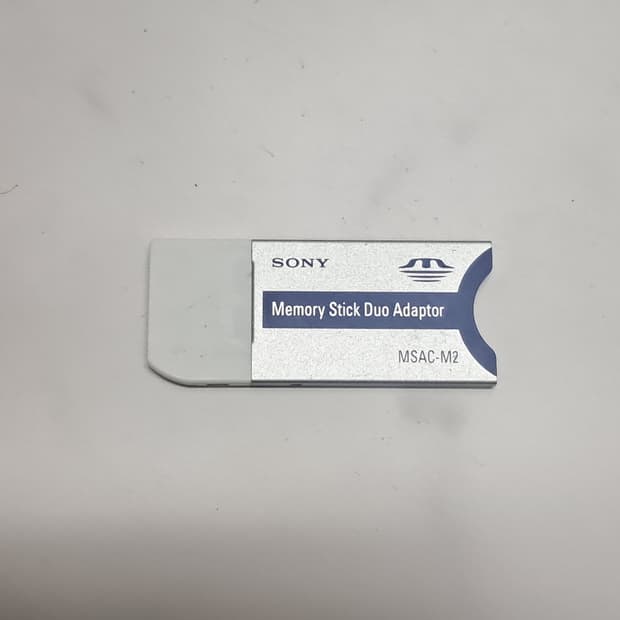 SONY
Memory Stick Duo Adaptor
MSAC-M2